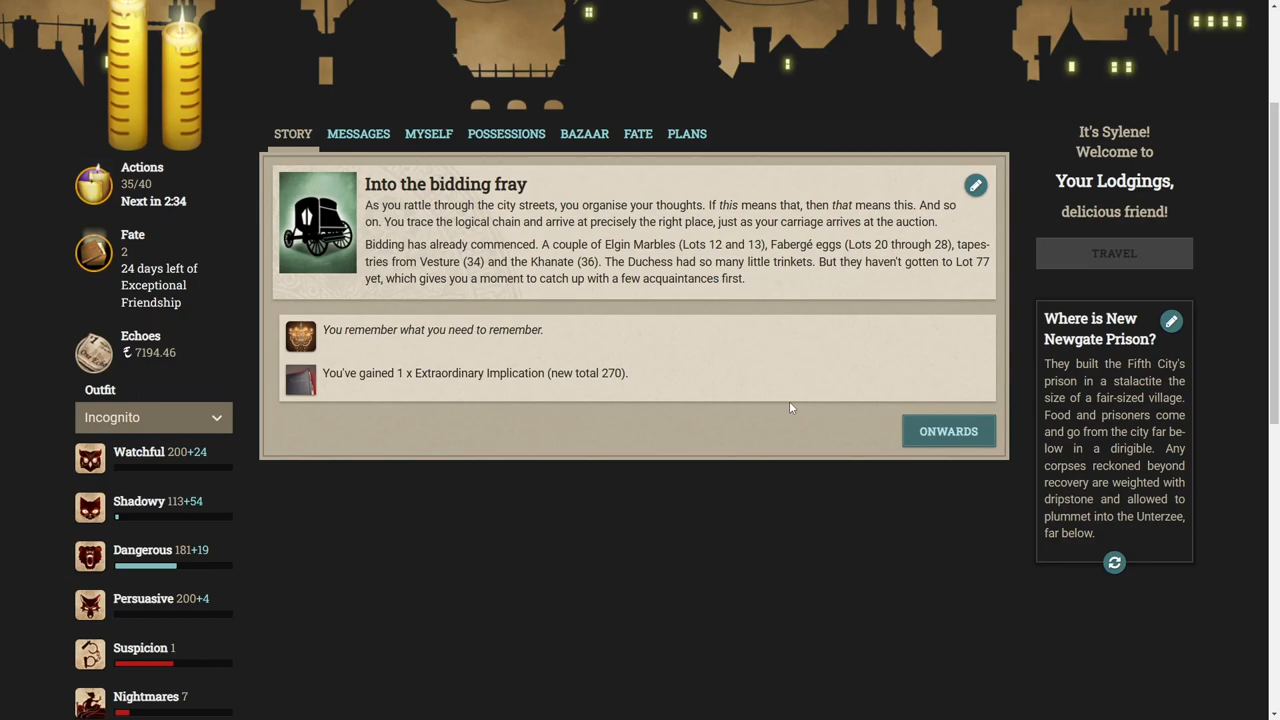 STORY MESSAGES MYSELF POSSESSIONS BAZAAR FATE PLANS
Actions
35/40
Next in 2:34
Fate
2
24 days left of
Exceptional
Friendship
Echoes
7194.46
Outfit
Incognito
Watchful 200+24
Shadowy 113+54
Dangerous 181+19
Persuasive 200+4
Suspicion 1
Nightmares 7
Into the bidding fray
As you rattle through the city streets, you organise your thoughts. If this means that, then that means this. And so
on. You trace the logical chain and arrive at precisely the right place, just as your carriage arrives at the auction.
Bidding has already commenced. A couple of Elgin Marbles (Lots 12 and 13), Fabergé eggs (Lots 20 through 28), tapes-
tries from Vesture (34) and the Khanate (36). The Duchess had so many little trinkets. But they haven't gotten to Lot 77
yet, which gives you a moment to catch up with a few acquaintances first.
You remember what you need to remember.
You've gained 1 x Extraordinary Implication (new total 270).
ONWARDS
It's Sylene!
Welcome to
Your Lodgings,
delicious friend!
TRAVEL
Where is New
Newgate Prison?
They built the Fifth City's
prison in a stalactite the
size of a fair-sized village.
Food and prisoners come
and go from the city far be-
low in a dirigible. Any
corpses reckoned beyond
recovery are weighted with
dripstone and allowed to
plummet into the Unterzee,
far below.